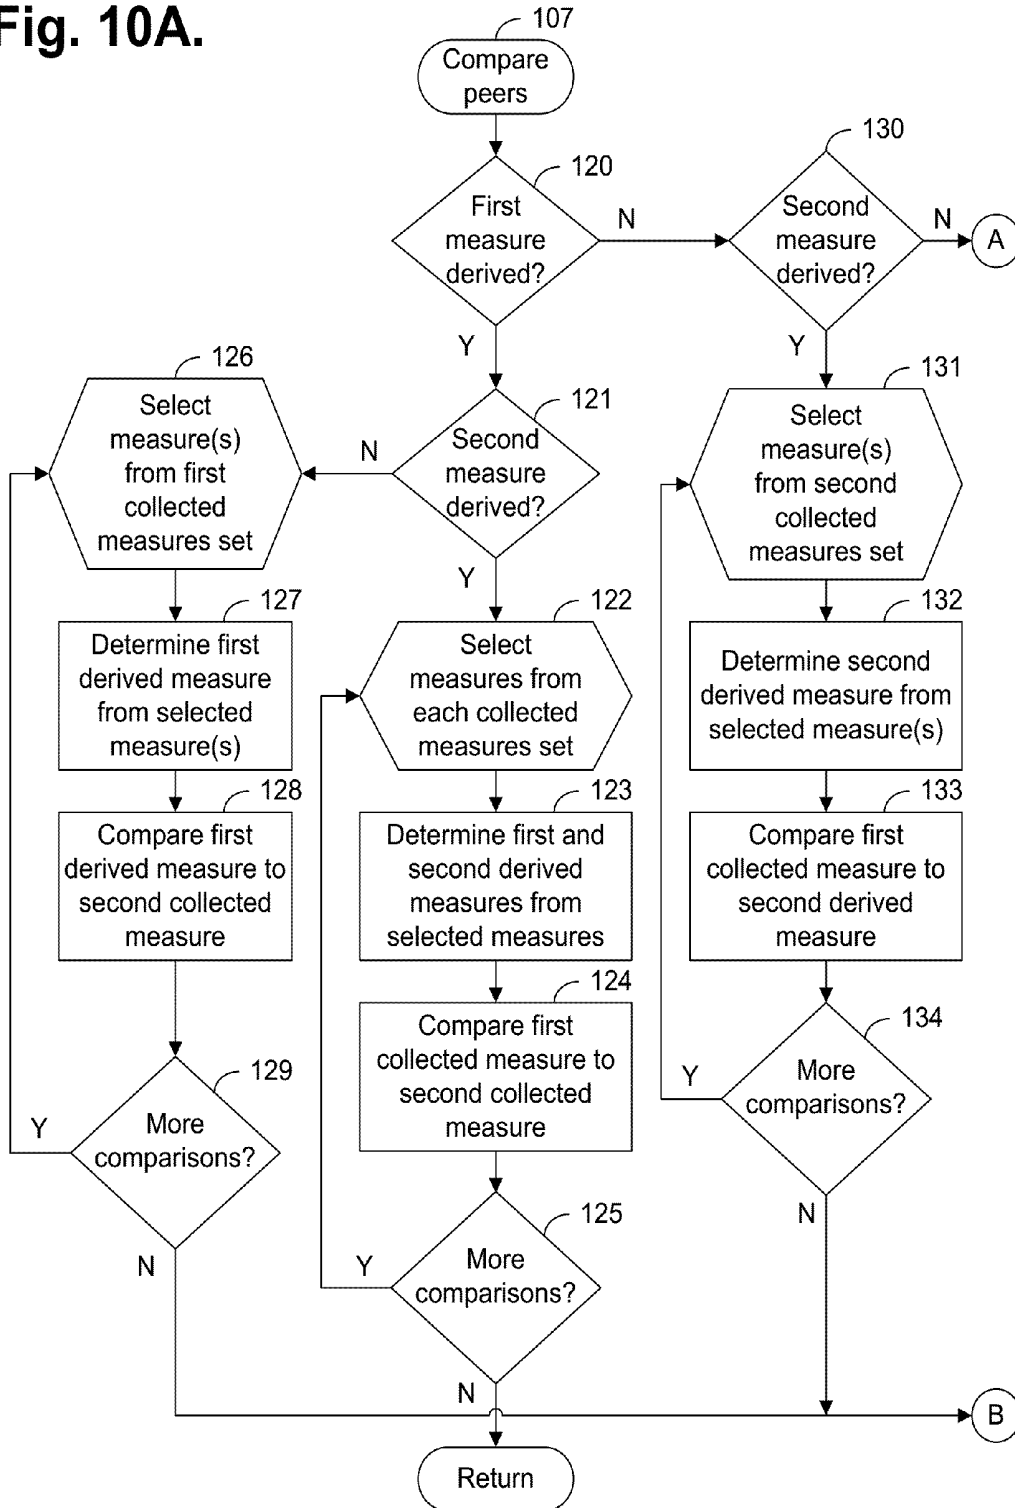 Fig. 10A.
107
Compare
peers
120
First
measure
derived?
N
Y
130
Second
measure
derived?
N
A
Y
126
Select
measure(s)
from first
collected
measures set
121
Second
measure
derived?
N
Y
131
Select
measure(s)
from second
collected
measures set
127
Determine first
derived measure
from selected
measure(s)
122
Select
measures from
each collected
measures set
132
Determine second
derived measure from
selected measure(s)
128
Compare first
derived measure to
second collected
measure
123
Determine first and
second derived
measures from
selected measures
133
Compare first
collected measure to
second derived
measure
124
Compare first
collected measure to
second collected
measure
134
More
comparisons?
Y
N
129
More
comparisons?
Y
N
125
More
comparisons?
Y
N
B
Return